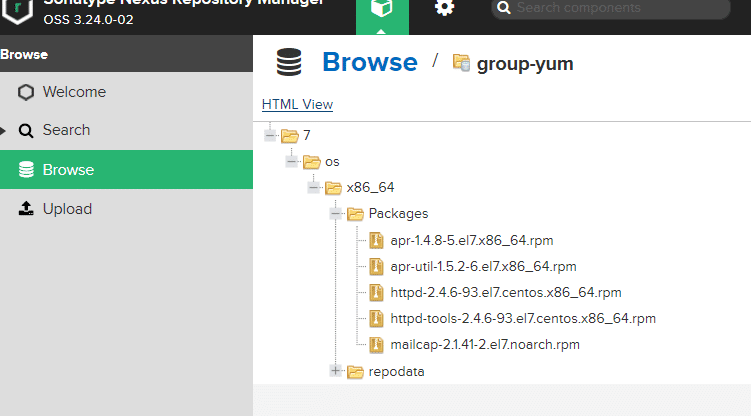 Sonatype Nexus Repository Manager
OSS 3.24.0-02
Search components
Browse
Welcome
Search
Browse
Upload
Browse / group-yum
HTML View
7
os
x86_64
Packages
apr-1.4.8-5.el7.x86_64.rpm
apr-util-1.5.2-6.el7.x86_64.rpm
httpd-2.4.6-93.el7.centos.x86_64.rpm
httpd-tools-2.4.6-93.el7.centos.x86_64.rpm
mailcap-2.1.41-2.el7.noarch.rpm
repodata